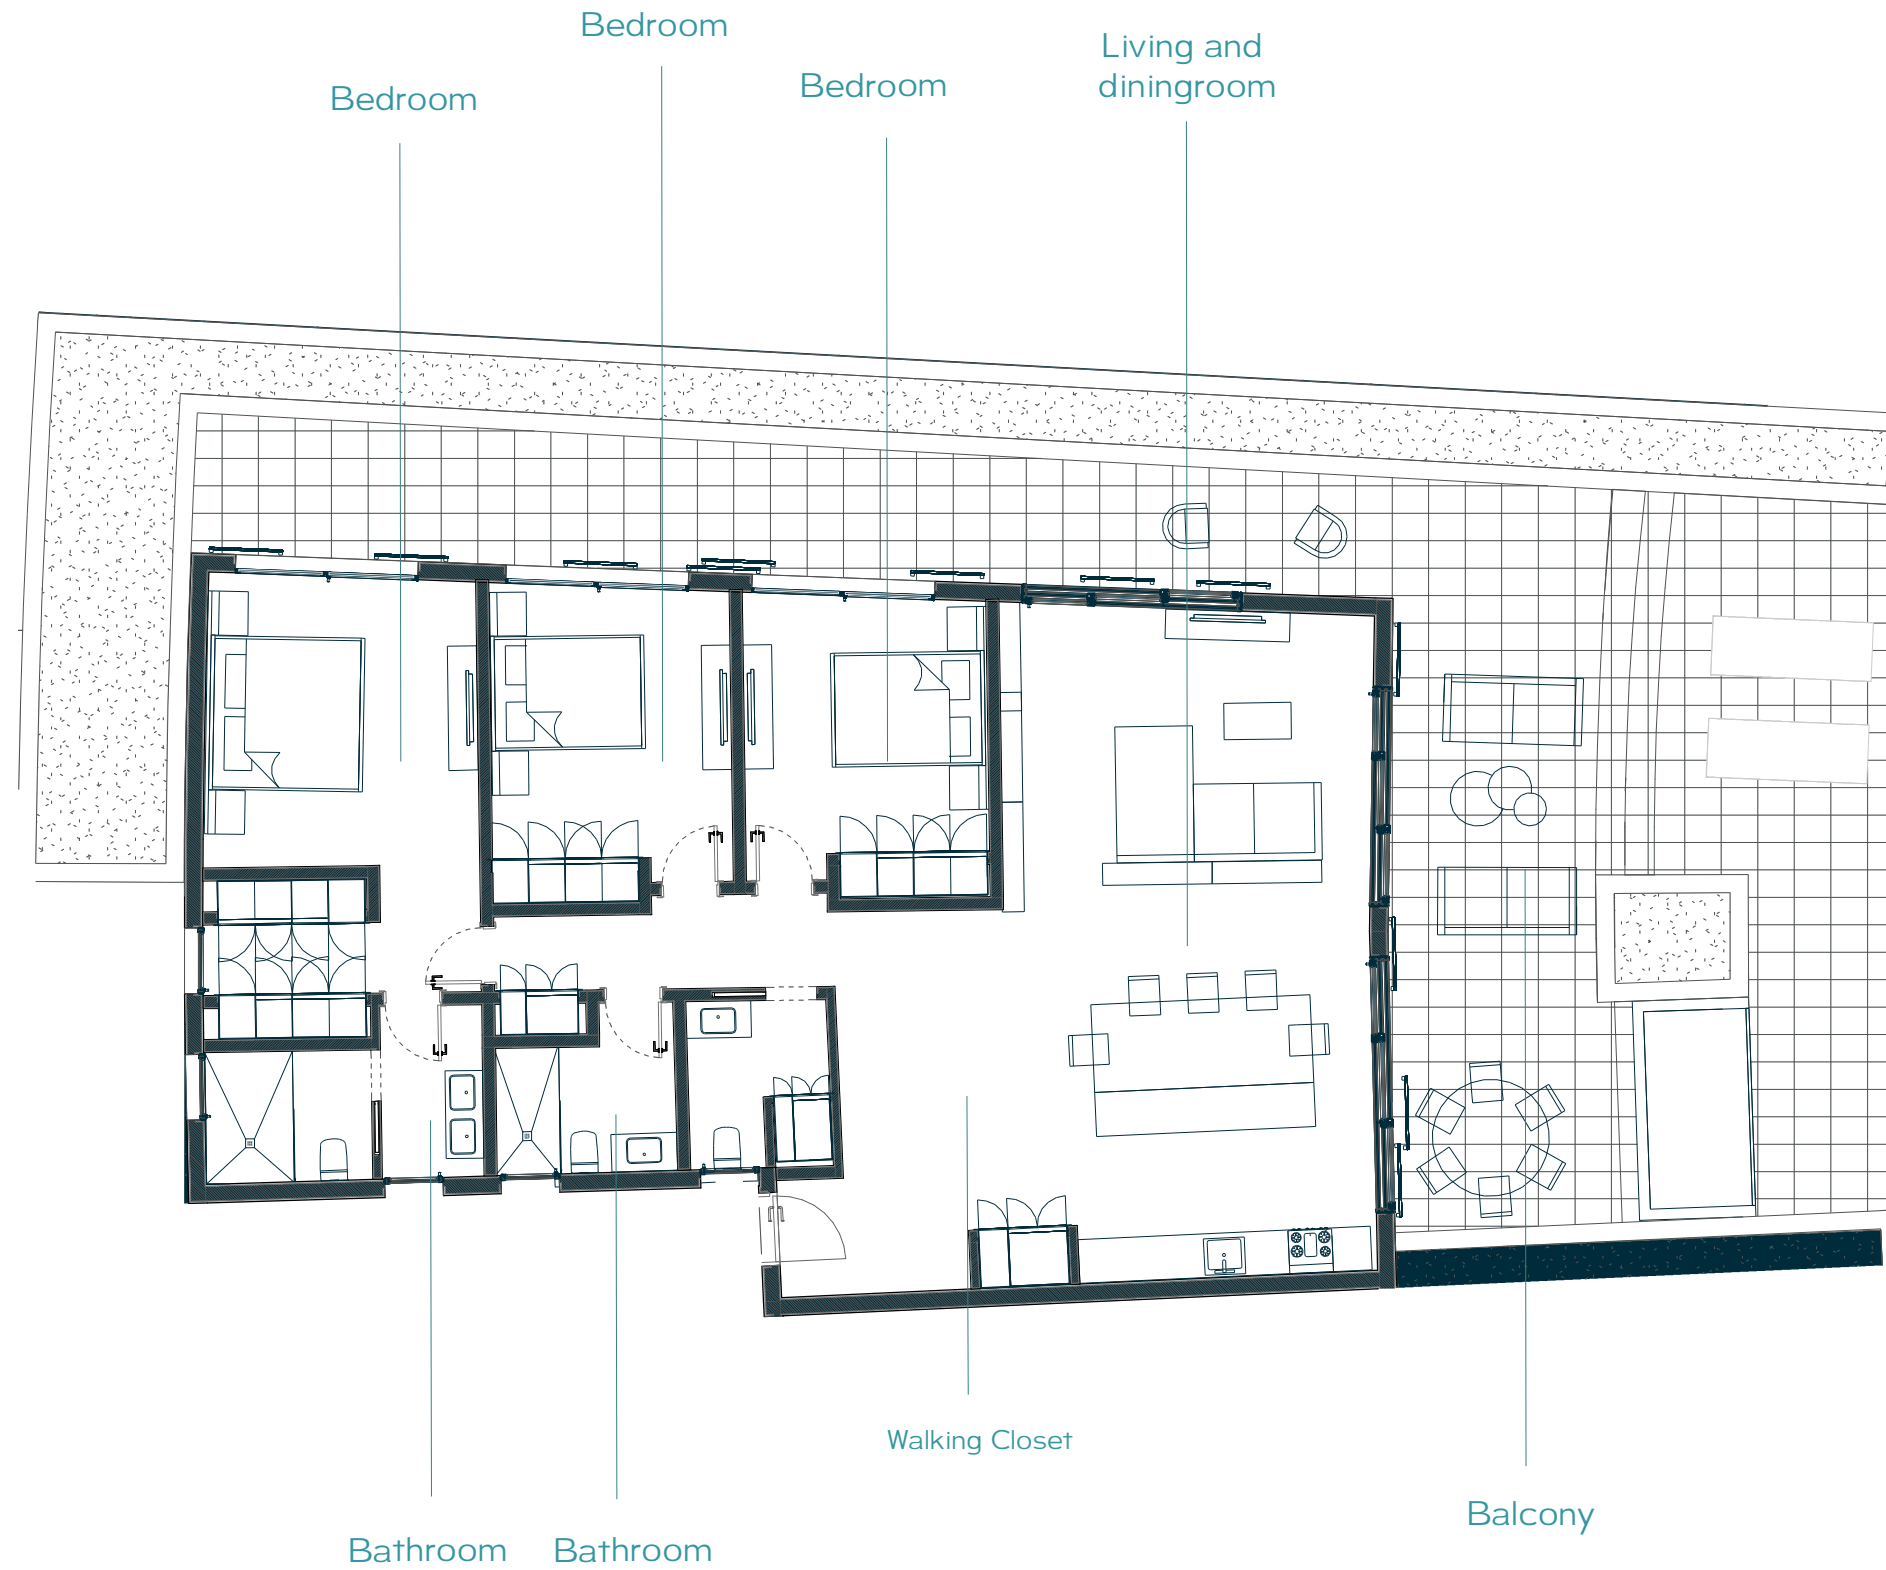 Bedroom
Bedroom
Bedroom
Living and
diningroom
Walking Closet
Balcony
Bathroom
Bathroom